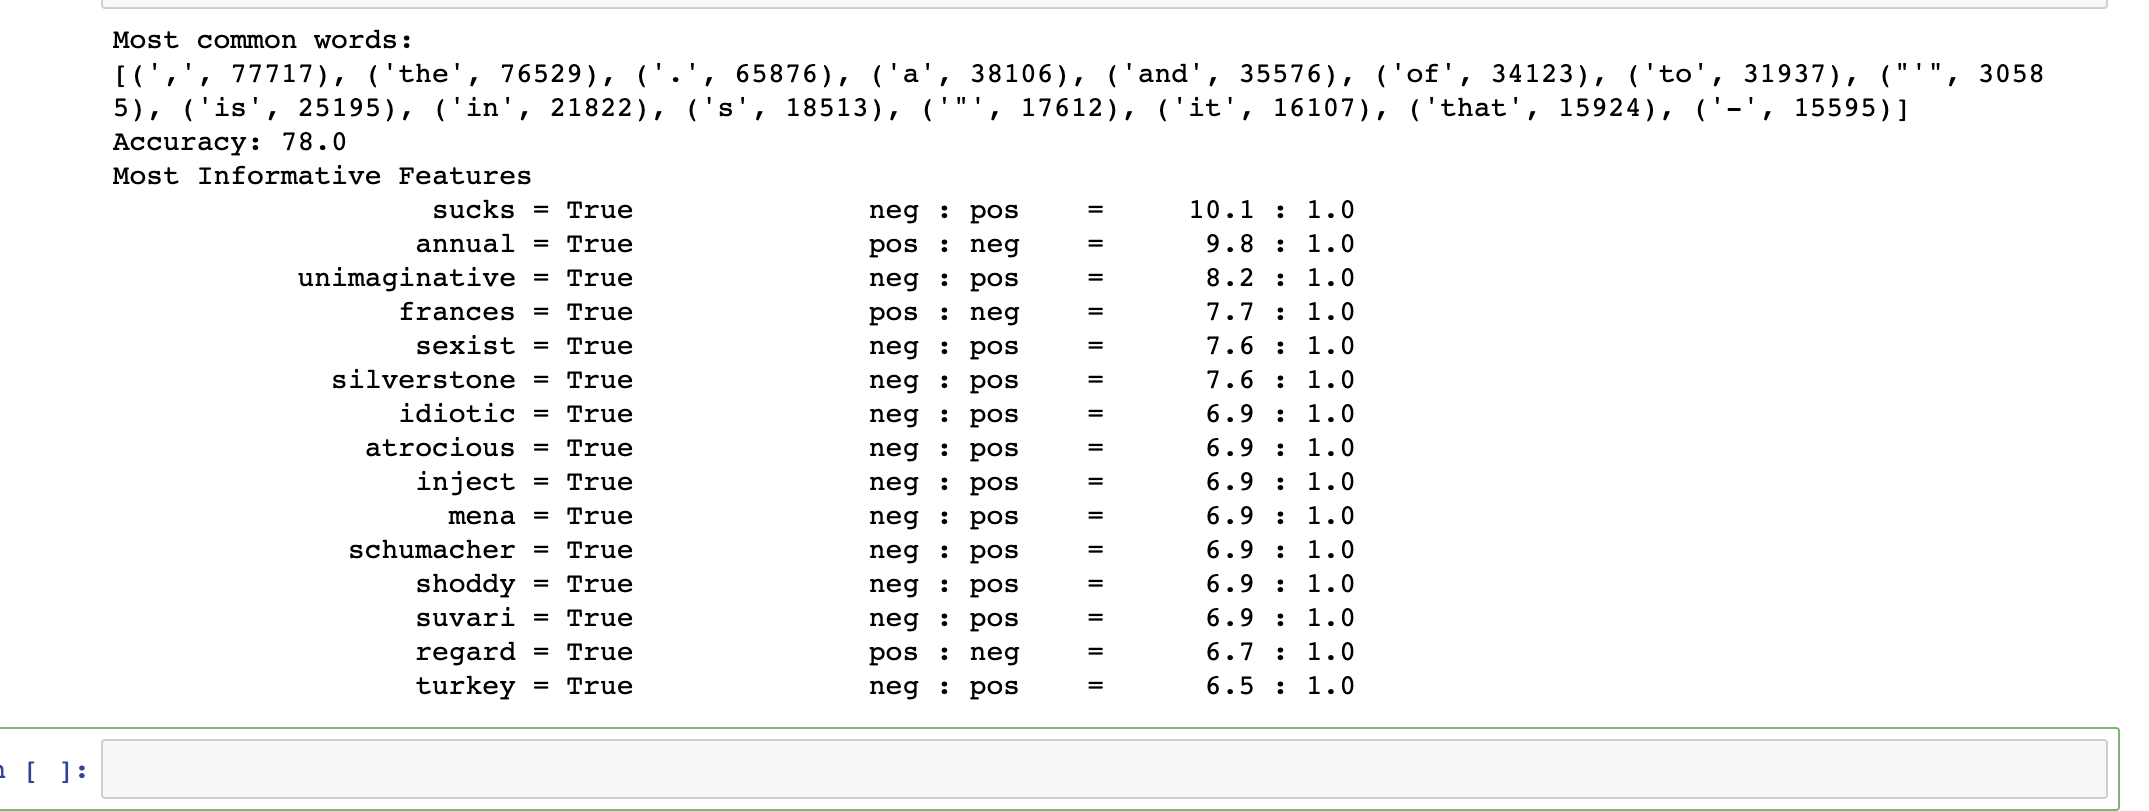 Most common words:
[(',', 77717), ('the', 76529), ('.', 65876), ('a', 38106), ('and', 35576), ('of', 34123), ('to', 31937), ("'", 3058
5), ('is', 25195), ('in', 21822), ('s', 18513), ('"', 17612), ('it', 16107), ('that', 15924), ('-', 15595)]
Accuracy: 78.0
Most Informative Features
sucks = True neg : pos = 10.1 : 1.0
annual = True pos : neg = 9.8 : 1.0
unimaginative = True neg : pos = 8.2 : 1.0
frances = True pos : neg = 7.7 : 1.0
sexist = True neg : pos = 7.6 : 1.0
silverstone = True neg : pos = 7.6 : 1.0
idiotic = True neg : pos = 6.9 : 1.0
atrocious = True neg : pos = 6.9 : 1.0
inject = True neg : pos = 6.9 : 1.0
mena = True neg : pos = 6.9 : 1.0
schumacher = True neg : pos = 6.9 : 1.0
shoddy = True neg : pos = 6.9 : 1.0
suvari = True neg : pos = 6.9 : 1.0
regard = True pos : neg = 6.7 : 1.0
turkey = True neg : pos = 6.5 : 1.0
[ ]: